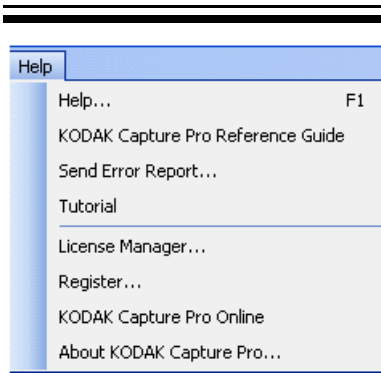 Help
Help... F1
KODAK Capture Pro Reference Guide
Send Error Report...
Tutorial
License Manager...
Register...
KODAK Capture Pro Online
About KODAK Capture Pro...